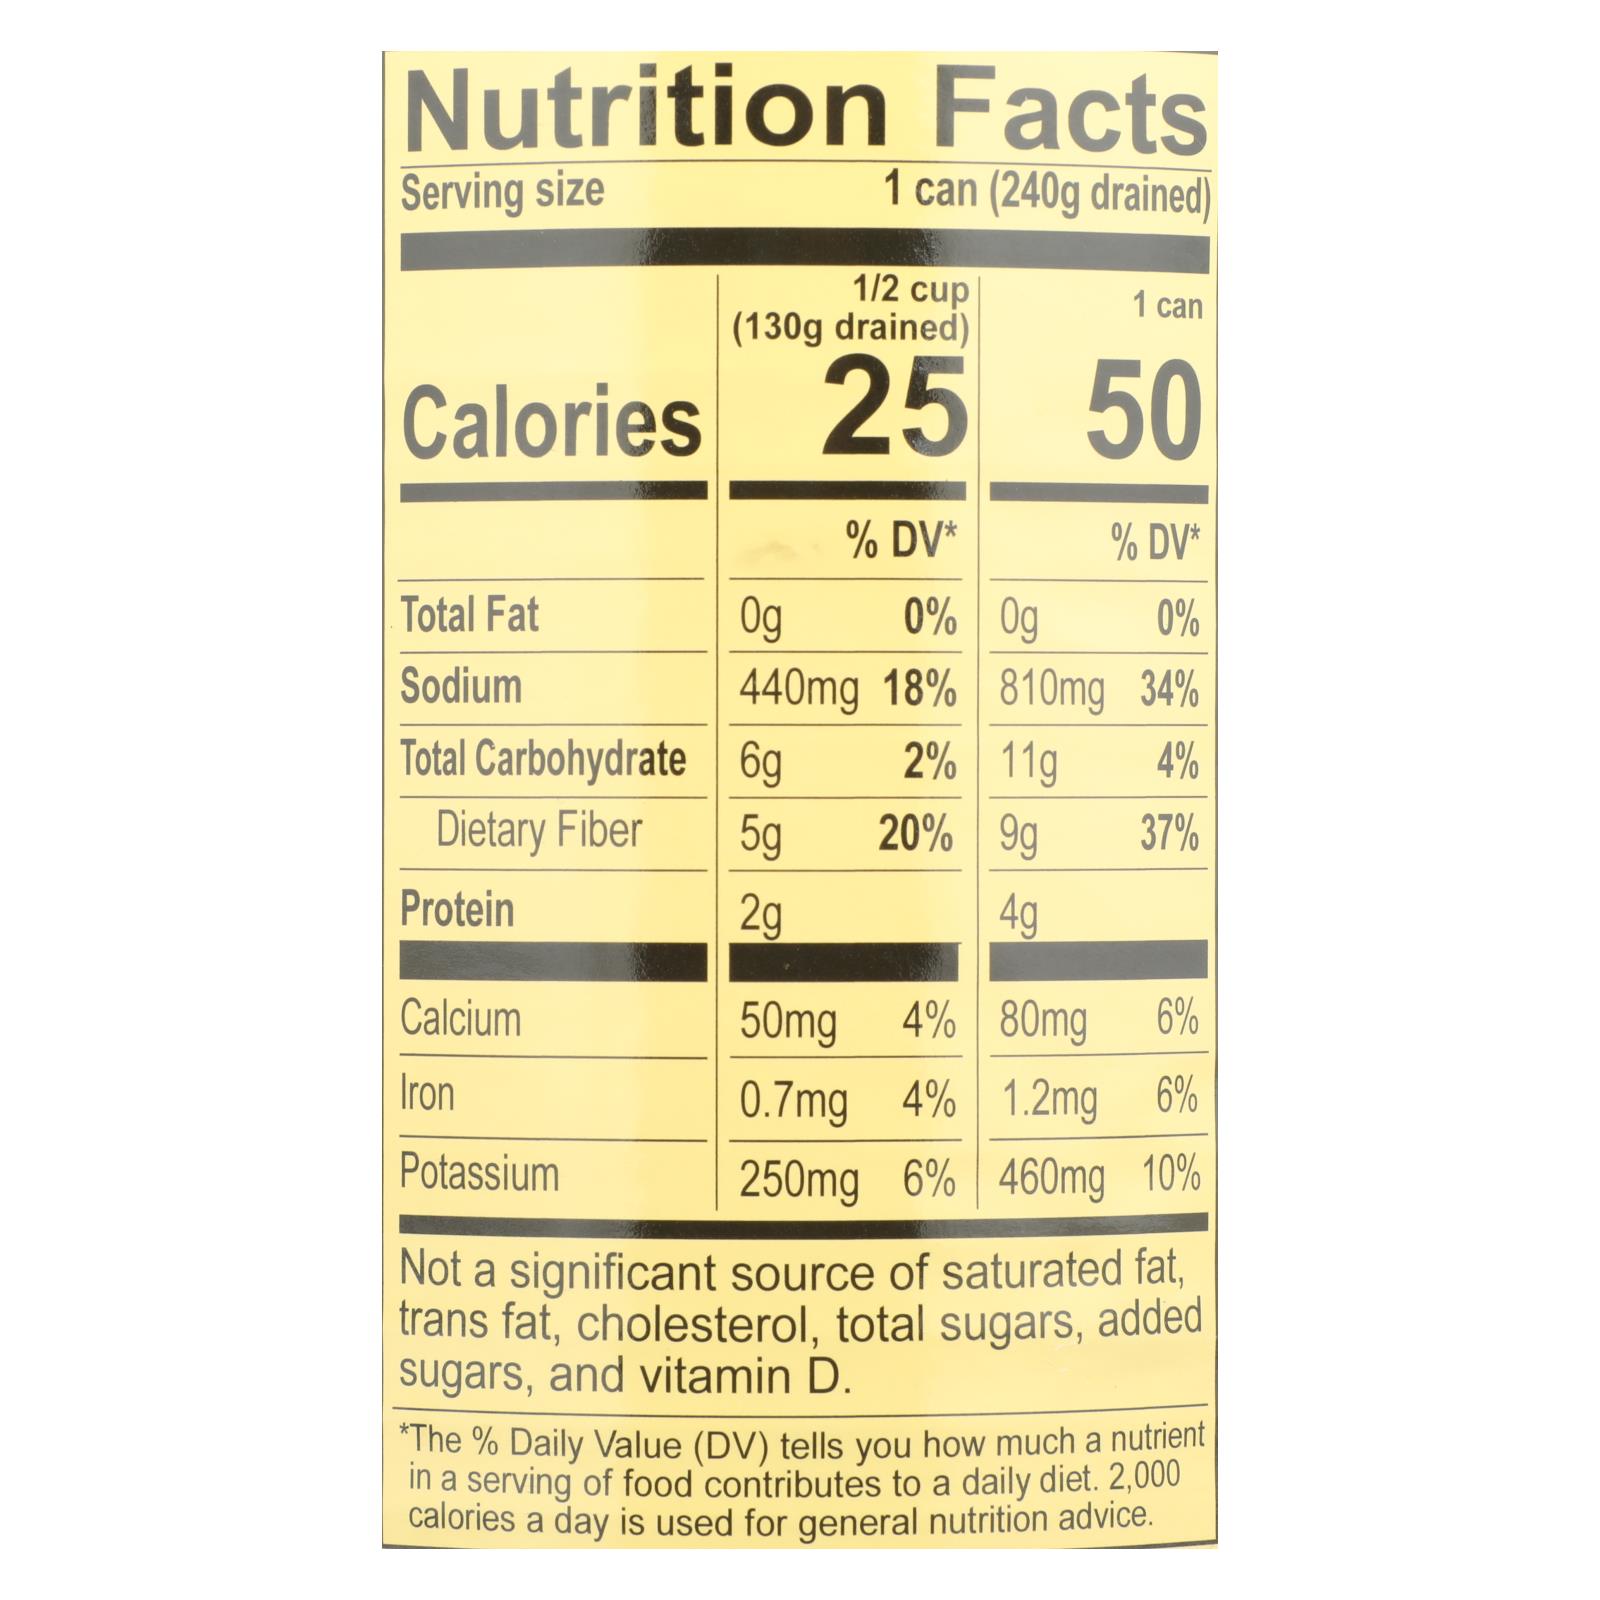 Nutrition Facts
Serving size 1 can (240g drained)
1/2 cup 1 can
(130g drained)
Calories 25 50
% DV* % DV*
Total Fat 0g 0% 0g 0%
Sodium 440mg 18% 810mg 34%
Total Carbohydrate 6g 2% 11g 4%
Dietary Fiber 5g 20% 9g 37%
Protein 2g 4g
Calcium 50mg 4% 80mg 6%
Iron 0.7mg 4% 1.2mg 6%
Potassium 250mg 6% 460mg 10%
Not a significant source of saturated fat,
trans fat, cholesterol, total sugars, added
sugars, and vitamin D.
*The % Daily Value (DV) tells you how much a nutrient
in a serving of food contributes to a daily diet. 2,000
calories a day is used for general nutrition advice.